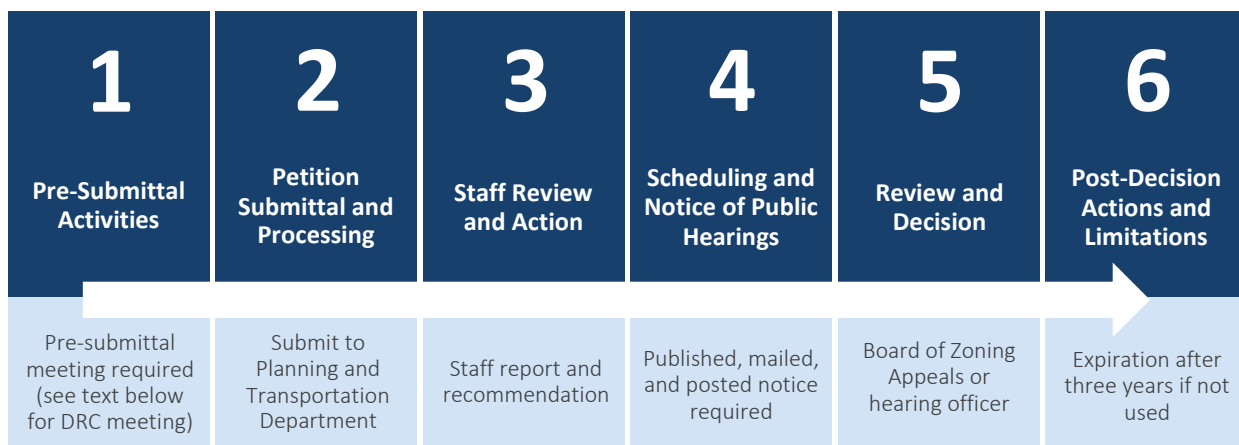 1
Pre-Submittal
Activities
Pre-submittal
meeting required
(see text below
for DRC meeting)
2
Petition
Submittal and
Processing
Submit to
Planning and
Transportation
Department
3
Staff Review
and Action
Staff report and
recommendation
4
Scheduling and
Notice of Public
Hearings
Published, mailed,
and posted notice
required
5
Review and
Decision
Board of Zoning
Appeals or
hearing officer
6
Post-Decision
Actions and
Limitations
Expiration after
three years if not
used